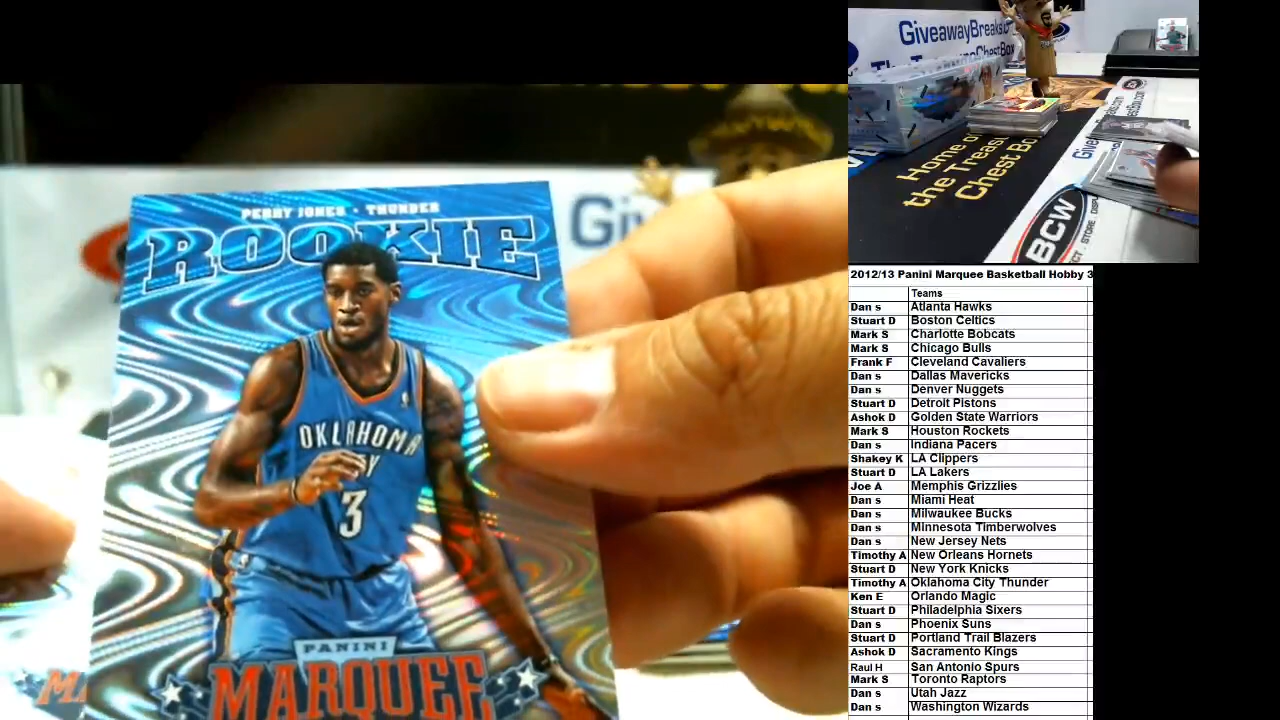 PERRY JONES • THUNDER
ROOKIE
OKLAHOMA
3
PANINI
MARQUEE
Gi
GiveawayBreaks
Home of
the Treasu
Chest Bo
Give
BCW
STORE
2012/13 Panini Marquee Basketball Hobby 3
Teams
Dan s Atlanta Hawks
Stuart D Boston Celtics
Mark S Charlotte Bobcats
Mark S Chicago Bulls
Frank F Cleveland Cavaliers
Dan s Dallas Mavericks
Dan s Denver Nuggets
Stuart D Detroit Pistons
Ashok D Golden State Warriors
Mark S Houston Rockets
Dan s Indiana Pacers
Shakey K LA Clippers
Stuart D LA Lakers
Joe A Memphis Grizzlies
Dan s Miami Heat
Dan s Milwaukee Bucks
Dan s Minnesota Timberwolves
Dan s New Jersey Nets
Timothy A New Orleans Hornets
Stuart D New York Knicks
Timothy A Oklahoma City Thunder
Ken E Orlando Magic
Stuart D Philadelphia Sixers
Dan s Phoenix Suns
Stuart D Portland Trail Blazers
Ashok D Sacramento Kings
Raul H San Antonio Spurs
Mark S Toronto Raptors
Dan s Utah Jazz
Dan s Washington Wizards